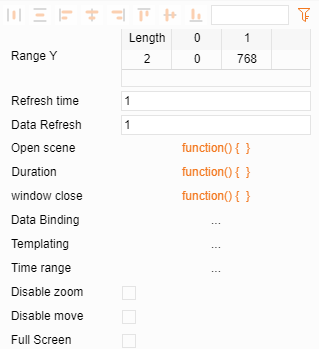 Length 0 1
Range Y 2 0 768
Refresh time 1
Data Refresh 1
Open scene function() { }
Duration function() { }
window close function() { }
Data Binding ...
Templating ...
Time range ...
Disable zoom
Disable move
Full Screen